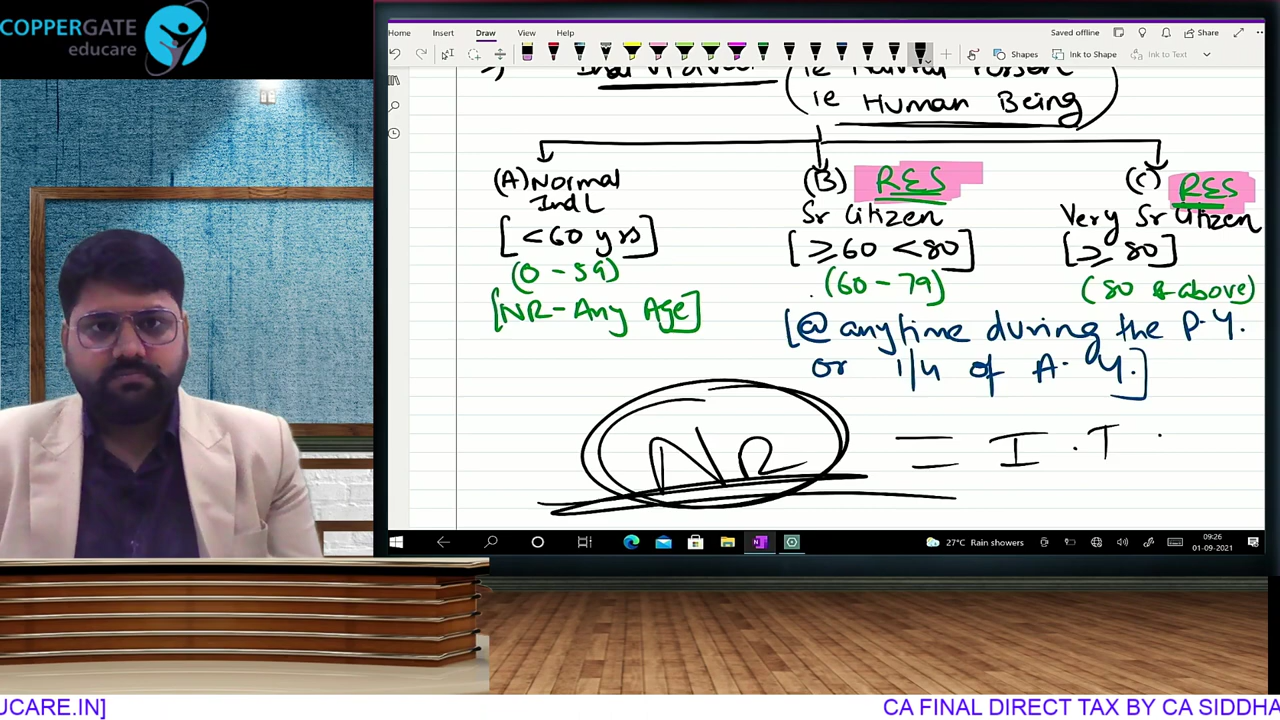 COPPERGATE
educare
Home Insert Draw View Help
Saved offline
Share
Shapes
Ink to Shape
Ink to Text
(ie
ie Human Being)
(A) Normal
Indl
[<60 yrs]
(0-59)
[NR-Any Age]
(B) RES
Sr Citizen
[≥60 <80]
(60-79)
(C) RES
Very Sr Citizen
[≥80]
(80 & above)
[@ anytime during the P.Y.
or 1/4 of A.Y.]
NR = I.T.
27°C Rain showers
09:26
01-09-2021
UCARE.IN]
CA FINAL DIRECT TAX BY CA SIDDHA